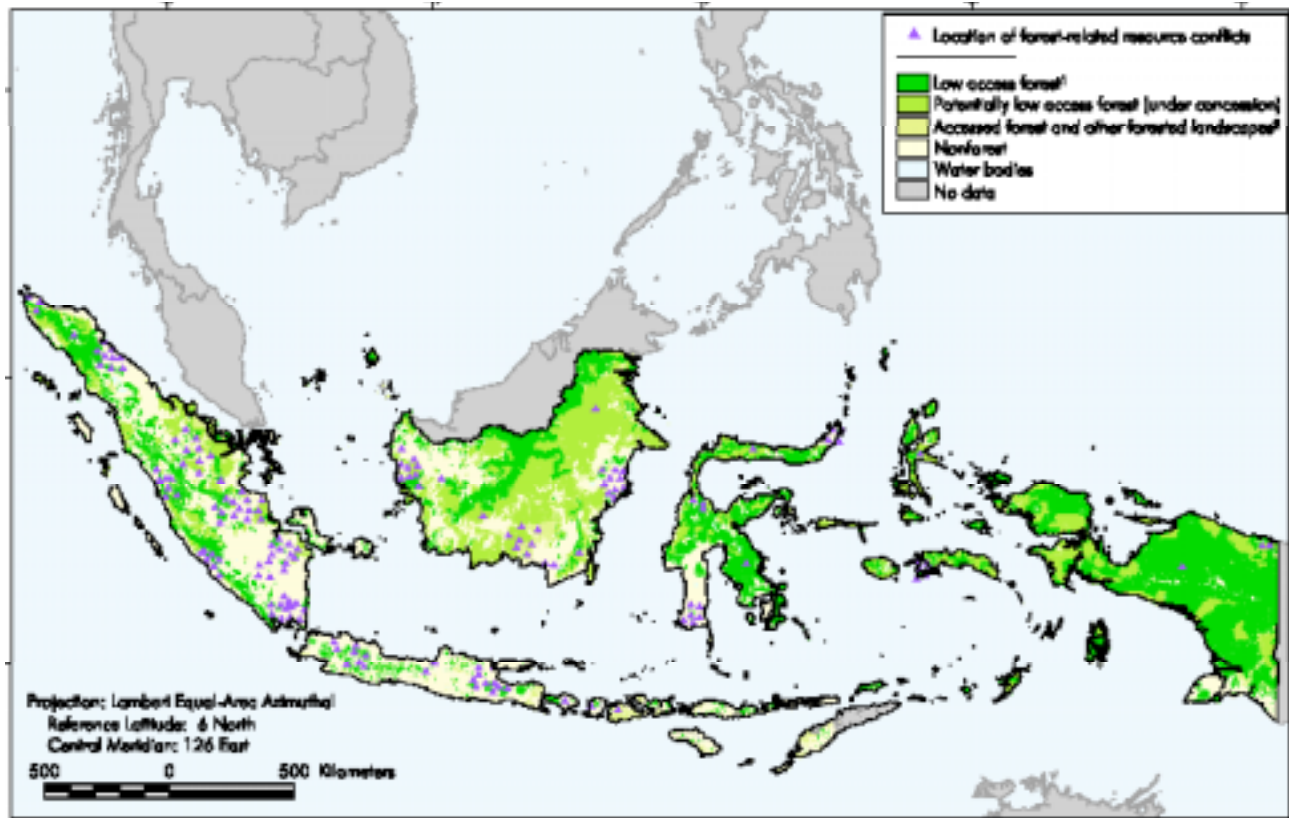 Location of forest-related resource conflicts
Low access forest¹
Potentially low access forest (under concession)
Accessed forest and other forested landscapes²
Nonforest
Water bodies
No data
Projection: Lambert Equal-Area Azimuthal
Reference Latitude: 6 North
Central Meridian: 126 East
500 0 500 Kilometers